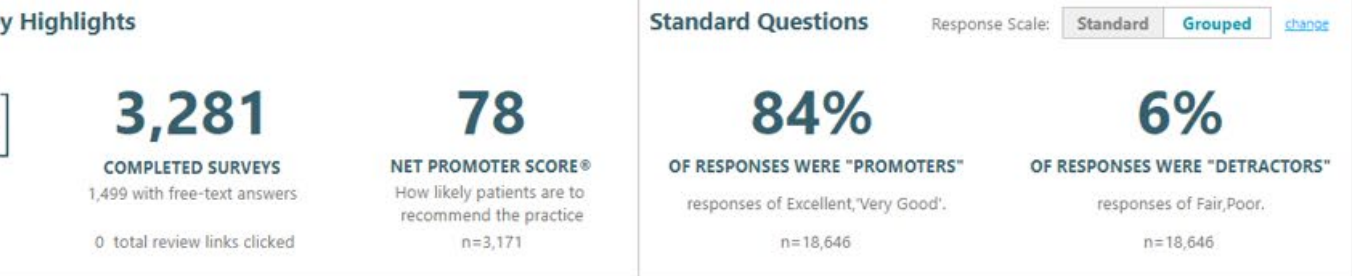 y Highlights
3,281
COMPLETED SURVEYS
1,499 with free-text answers
0 total review links clicked
78
NET PROMOTER SCORE®
How likely patients are to
recommend the practice
n=3,171
Standard Questions
Response Scale: Standard Grouped change
84%
OF RESPONSES WERE "PROMOTERS"
responses of Excellent,'Very Good'.
n=18,646
6%
OF RESPONSES WERE "DETRACTORS"
responses of Fair,Poor.
n=18,646